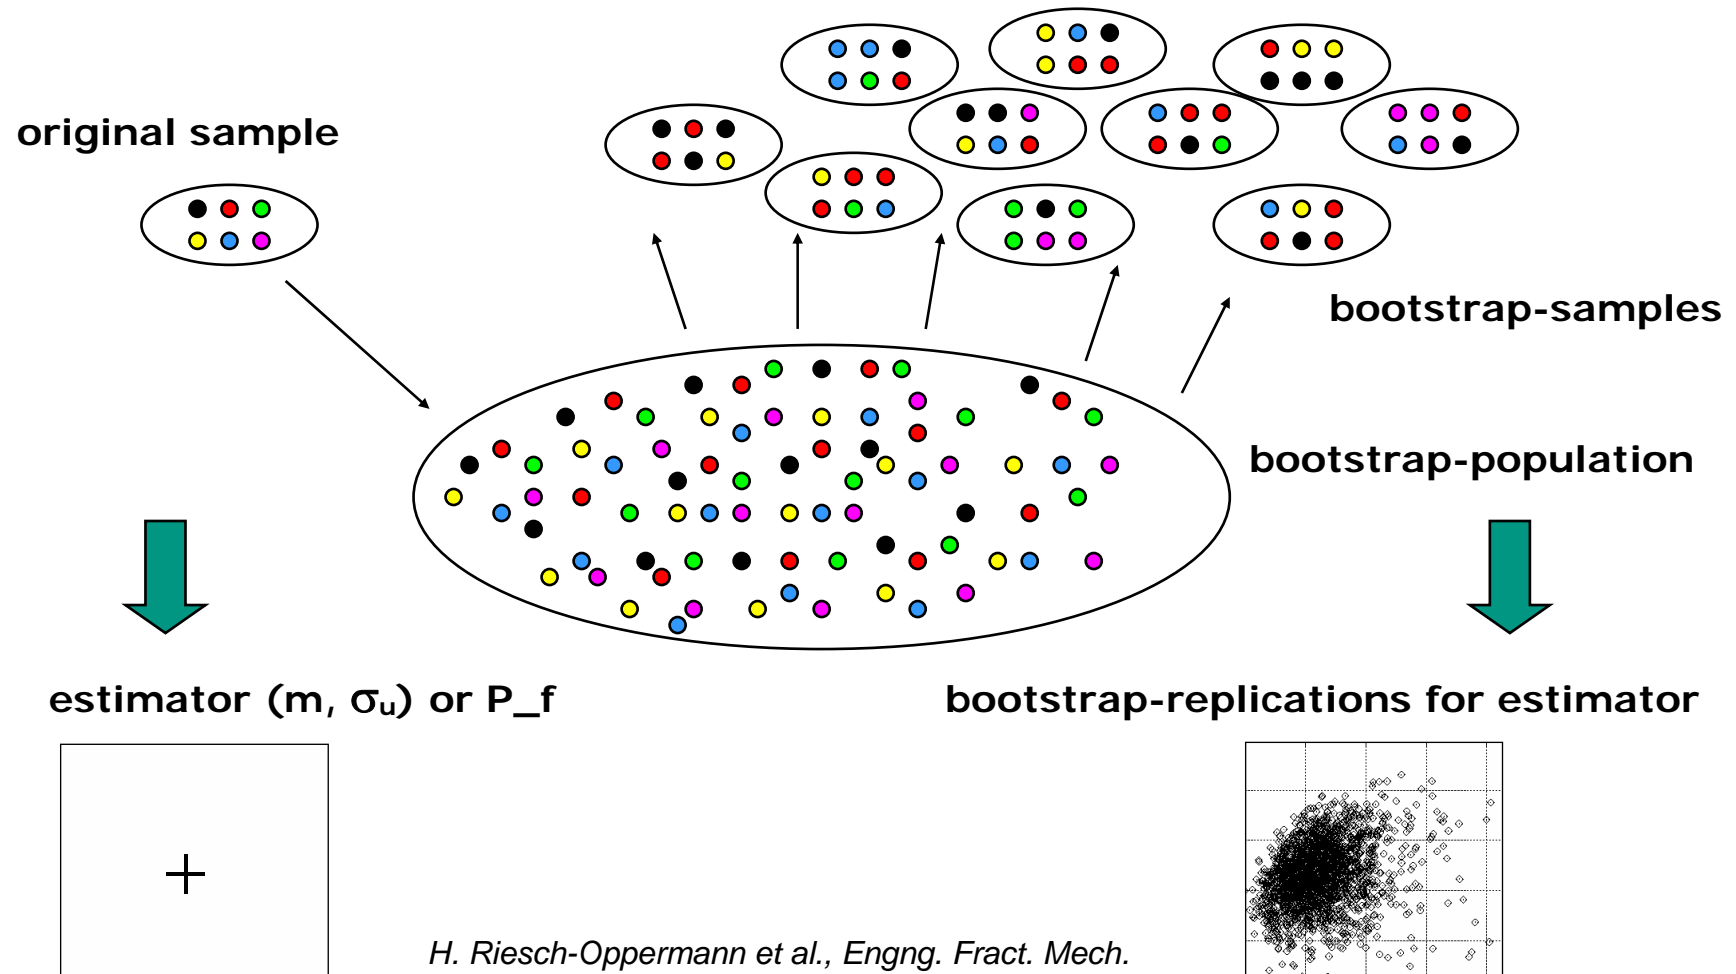 original sample
bootstrap-samples
bootstrap-population
estimator (m, σᵤ) or P_f
bootstrap-replications for estimator
H. Riesch-Oppermann et al., Engng. Fract. Mech.